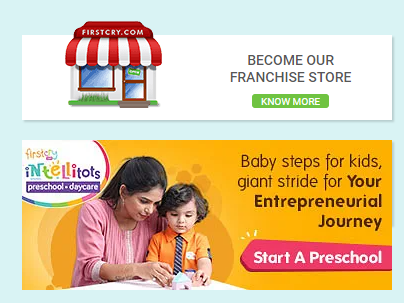 FIRSTCRY.COM
BECOME OUR
FRANCHISE STORE
KNOW MORE
firstcry
iNtellitots
preschool • daycare
Baby steps for kids,
giant stride for Your
Entrepreneurial
Journey
Start A Preschool